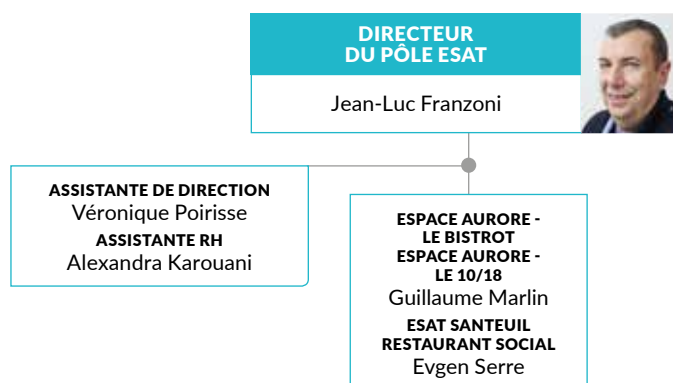 DIRECTEUR
DU PÔLE ESAT
Jean-Luc Franzoni
ASSISTANTE DE DIRECTION
Véronique Poirisse
ASSISTANTE RH
Alexandra Karouani
ESPACE AURORE -
LE BISTROT
ESPACE AURORE -
LE 10/18
Guillaume Marlin
ESAT SANTEUIL
RESTAURANT SOCIAL
Evgen Serre